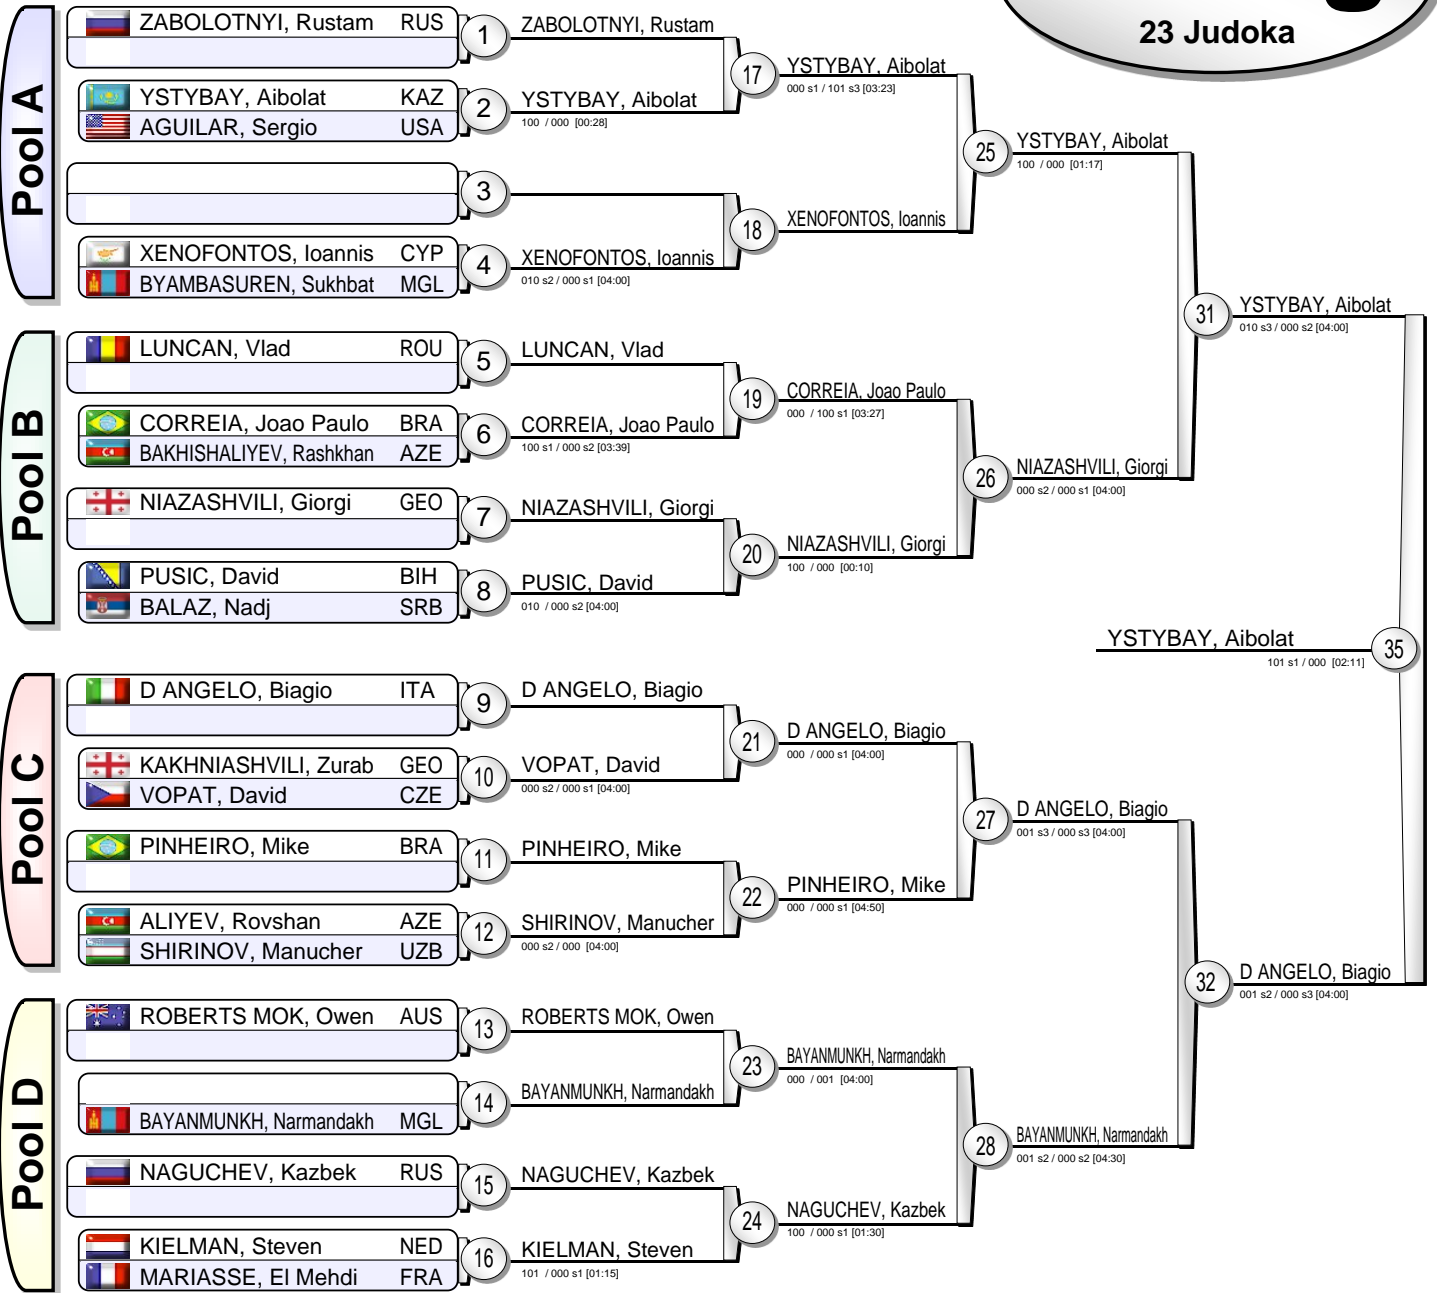 23 Judoka
Pool A
ZABOLOTNYI, Rustam RUS
1
ZABOLOTNYI, Rustam
YSTYBAY, Aibolat KAZ
AGUILAR, Sergio USA
2
YSTYBAY, Aibolat
100 / 000 [00:28]
17
YSTYBAY, Aibolat
000 s1 / 101 s3 [03:23]
3
XENOFONTOS, Ioannis CYP
BYAMBASUREN, Sukhbat MGL
4
XENOFONTOS, Ioannis
010 s2 / 000 s1 [04:00]
18
XENOFONTOS, Ioannis
25
YSTYBAY, Aibolat
100 / 000 [01:17]
Pool B
LUNCAN, Vlad ROU
5
LUNCAN, Vlad
CORREIA, Joao Paulo BRA
BAKHISHALIYEV, Rashkhan AZE
6
CORREIA, Joao Paulo
100 s1 / 000 s2 [03:39]
19
CORREIA, Joao Paulo
000 / 100 s1 [03:27]
NIAZASHVILI, Giorgi GEO
7
NIAZASHVILI, Giorgi
PUSIC, David BIH
BALAZ, Nadj SRB
8
PUSIC, David
010 / 000 s2 [04:00]
20
NIAZASHVILI, Giorgi
100 / 000 [00:10]
26
NIAZASHVILI, Giorgi
000 s2 / 000 s1 [04:00]
31
YSTYBAY, Aibolat
010 s3 / 000 s2 [04:00]
YSTYBAY, Aibolat
101 s1 / 000 [02:11]
35
Pool C
D ANGELO, Biagio ITA
9
D ANGELO, Biagio
KAKHNIASHVILI, Zurab GEO
VOPAT, David CZE
10
VOPAT, David
000 s2 / 000 s1 [04:00]
21
D ANGELO, Biagio
000 / 000 s1 [04:00]
PINHEIRO, Mike BRA
11
PINHEIRO, Mike
ALIYEV, Rovshan AZE
SHIRINOV, Manucher UZB
12
SHIRINOV, Manucher
000 s2 / 000 [04:00]
22
PINHEIRO, Mike
000 / 000 s1 [04:50]
27
D ANGELO, Biagio
001 s3 / 000 s3 [04:00]
Pool D
ROBERTS MOK, Owen AUS
13
ROBERTS MOK, Owen
BAYANMUNKH, Narmandakh MGL
14
BAYANMUNKH, Narmandakh
23
BAYANMUNKH, Narmandakh
000 / 001 [04:00]
NAGUCHEV, Kazbek RUS
15
NAGUCHEV, Kazbek
KIELMAN, Steven NED
MARIASSE, El Mehdi FRA
16
KIELMAN, Steven
101 / 000 s1 [01:15]
24
NAGUCHEV, Kazbek
100 / 000 s1 [01:30]
28
BAYANMUNKH, Narmandakh
001 s2 / 000 s2 [04:30]
32
D ANGELO, Biagio
001 s2 / 000 s3 [04:00]